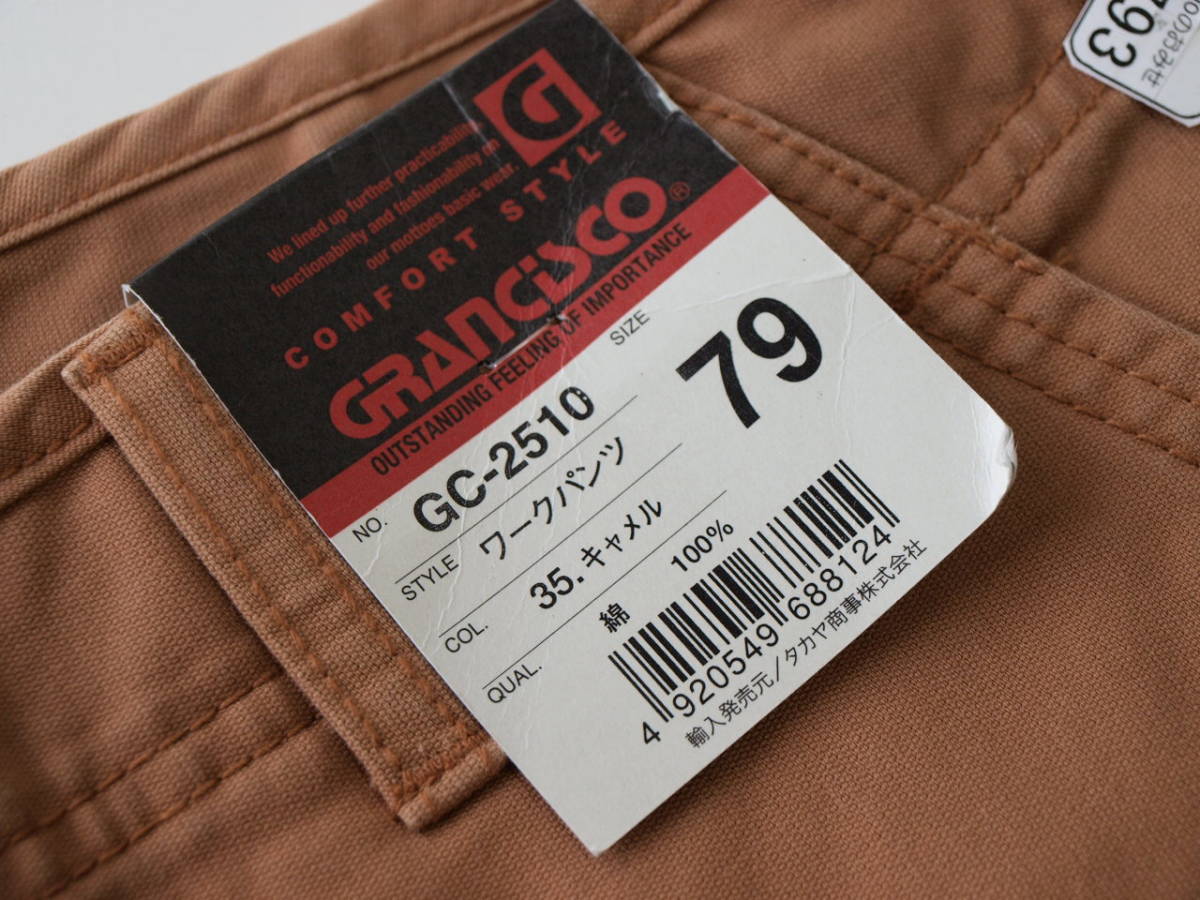 G
We lined up further practicability
functionability and fashionability on
our mottoes basic wear.
COMFORT STYLE
GRANCISCO®
OUTSTANDING FEELING OF IMPORTANCE
NO. GC-2510
SIZE 79
STYLE ワークパンツ
COL. 35.キャメル
QUAL. 綿 100%
4 920549 688124
輸入発売元/タカヤ商事株式会社